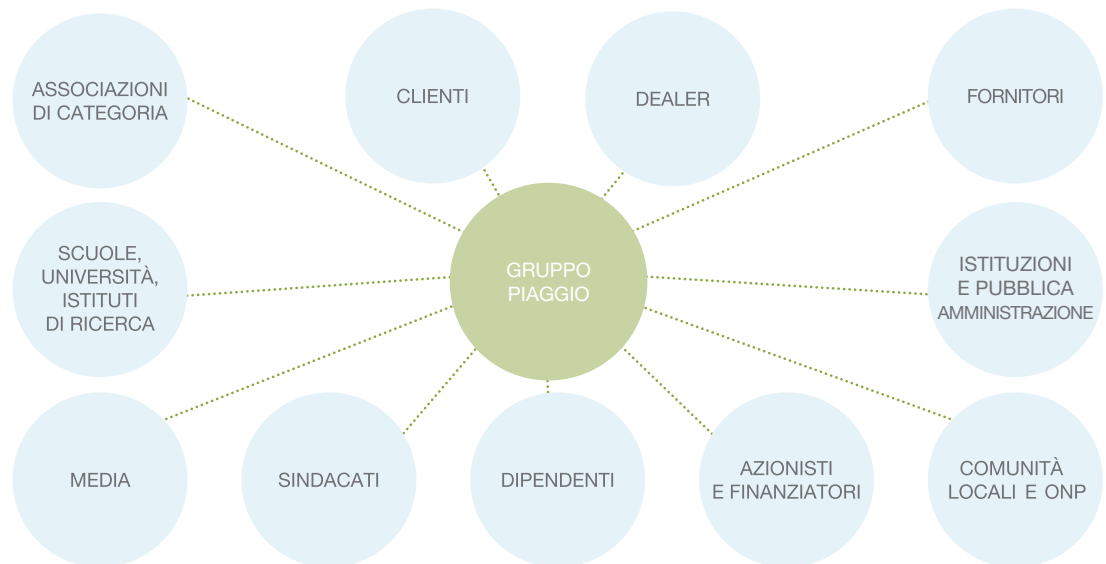 ASSOCIAZIONI
DI CATEGORIA
CLIENTI
DEALER
FORNITORI
SCUOLE,
UNIVERSITÀ,
ISTITUTI
DI RICERCA
GRUPPO
PIAGGIO
ISTITUZIONI
E PUBBLICA
AMMINISTRAZIONE
MEDIA
SINDACATI
DIPENDENTI
AZIONISTI
E FINANZIATORI
COMUNITÀ
LOCALI E ONP